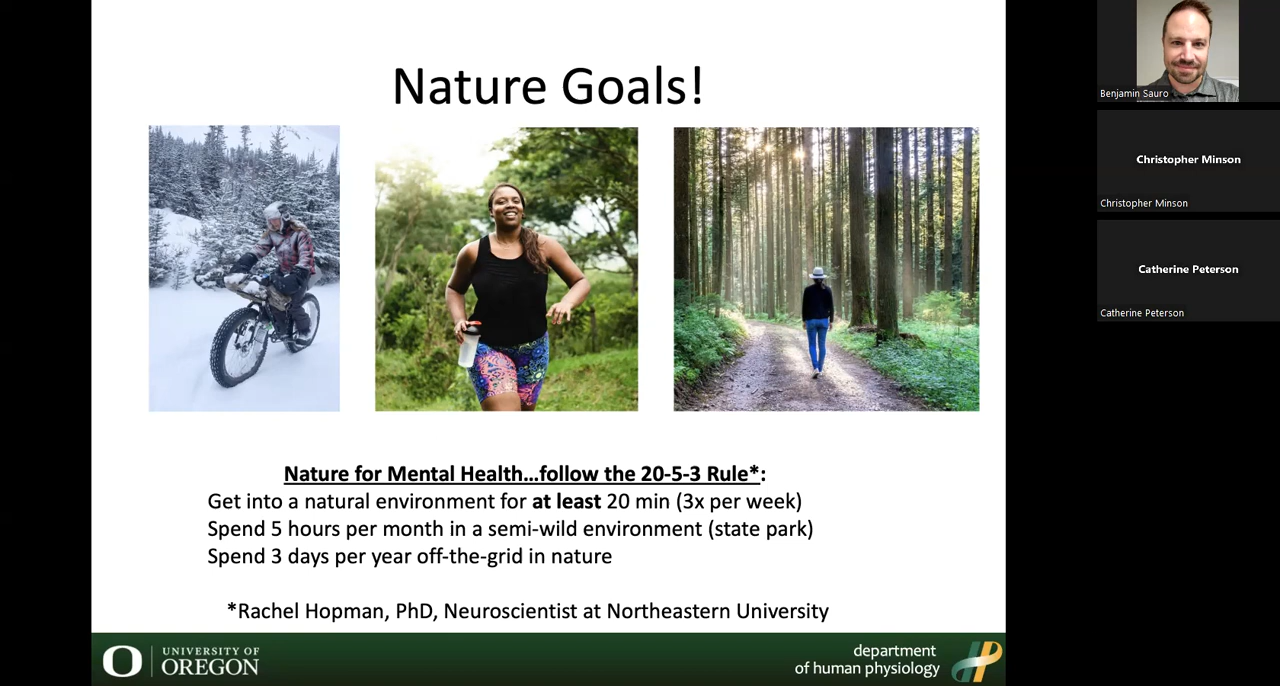 Nature Goals!
Nature for Mental Health...follow the 20-5-3 Rule*:
Get into a natural environment for at least 20 min (3x per week)
Spend 5 hours per month in a semi-wild environment (state park)
Spend 3 days per year off-the-grid in nature
*Rachel Hopman, PhD, Neuroscientist at Northeastern University
O
UNIVERSITY OF
OREGON
department
of human physiology
Benjamin Sauro
Christopher Minson
Christopher Minson
Catherine Peterson
Catherine Peterson